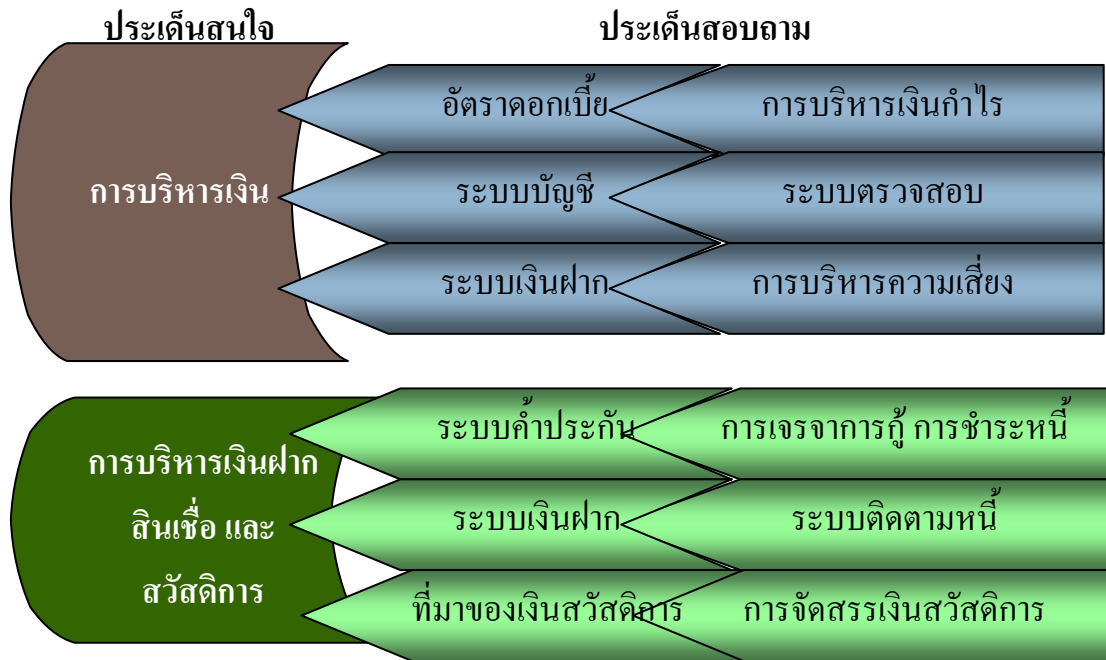 ประเด็นสนใจ
ประเด็นสอบถาม
การบริหารเงิน
อัตราดอกเบี้ย
การบริหารเงินกำไร
ระบบบัญชี
ระบบตรวจสอบ
ระบบเงินฝาก
การบริหารความเสี่ยง
การบริหารเงินฝาก
สินเชื่อ และ
สวัสดิการ
ระบบค้ำประกัน
การเจรจาการกู้ การชำระหนี้
ระบบเงินฝาก
ระบบติดตามหนี้
ที่มาของเงินสวัสดิการ
การจัดสรรเงินสวัสดิการ